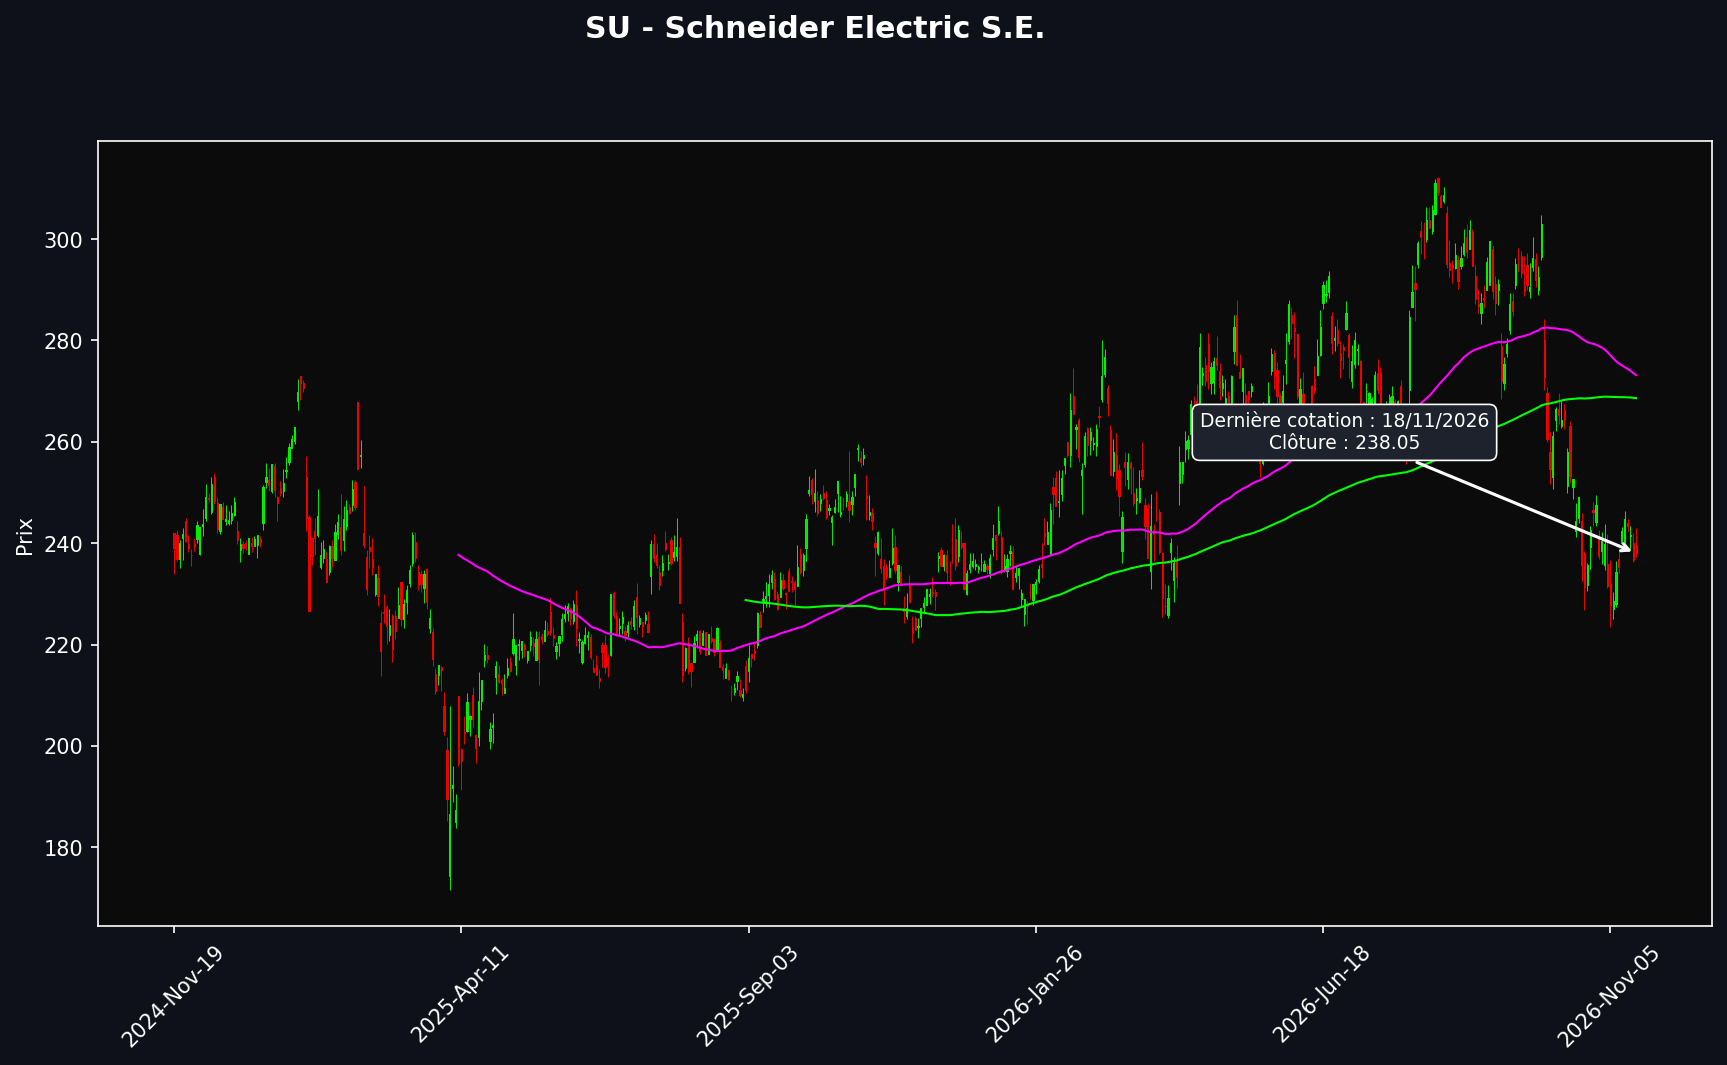 SU - Schneider Electric S.E.
Prix
300
280
260
240
220
200
180
Dernière cotation : 18/11/2026
Clôture : 238.05
2024-Nov-19
2025-Apr-11
2025-Sep-03
2026-Jan-26
2026-Jun-18
2026-Nov-05